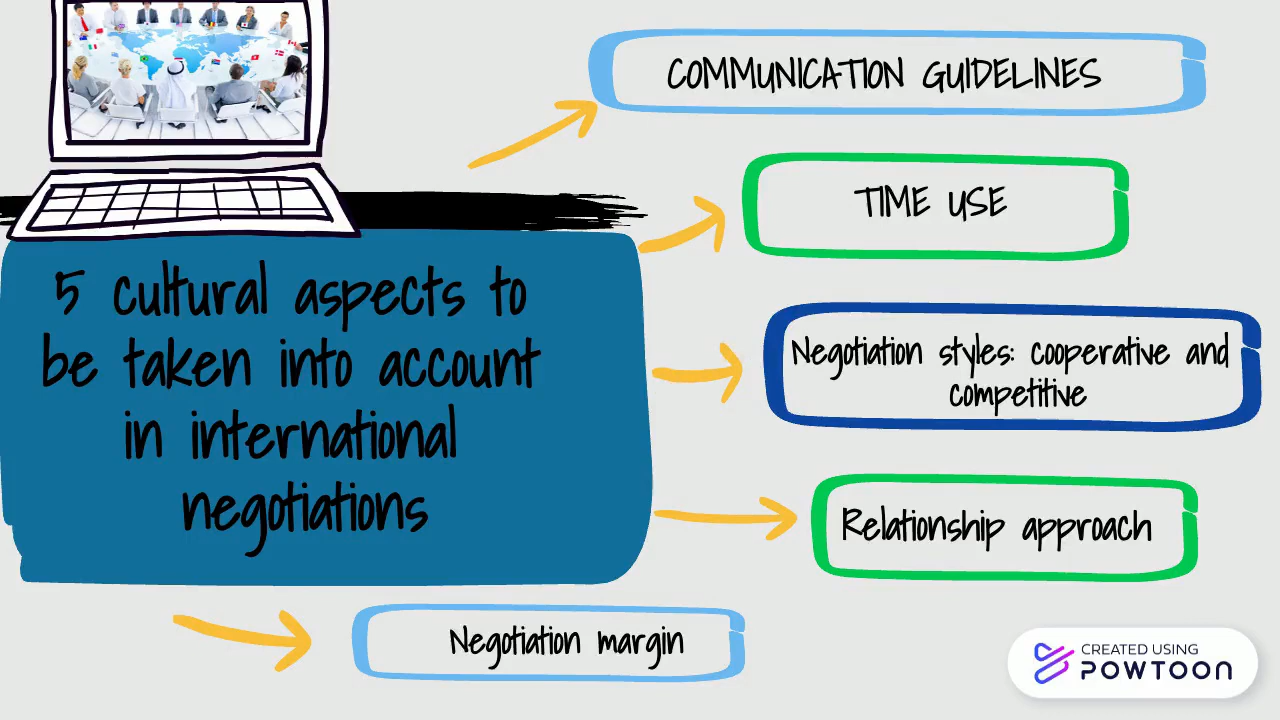 5 cultural aspects to
be taken into account
in international
negotiations
COMMUNICATION GUIDELINES
TIME USE
Negotiation styles: cooperative and
competitive
Relationship approach
Negotiation margin
CREATED USING
POWTOON